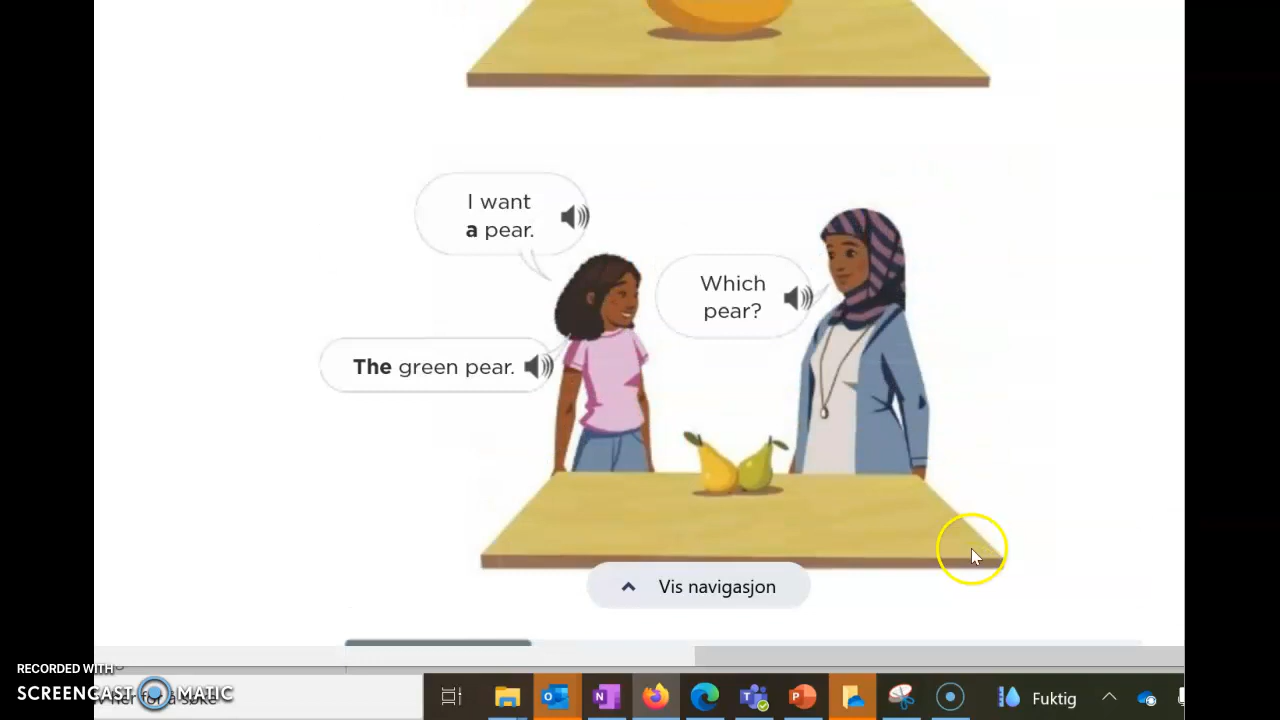 I want
a pear.
Which
pear?
The green pear.
Vis navigasjon
RECORDED WITH
SCREENCAST MATIC
Fuktig